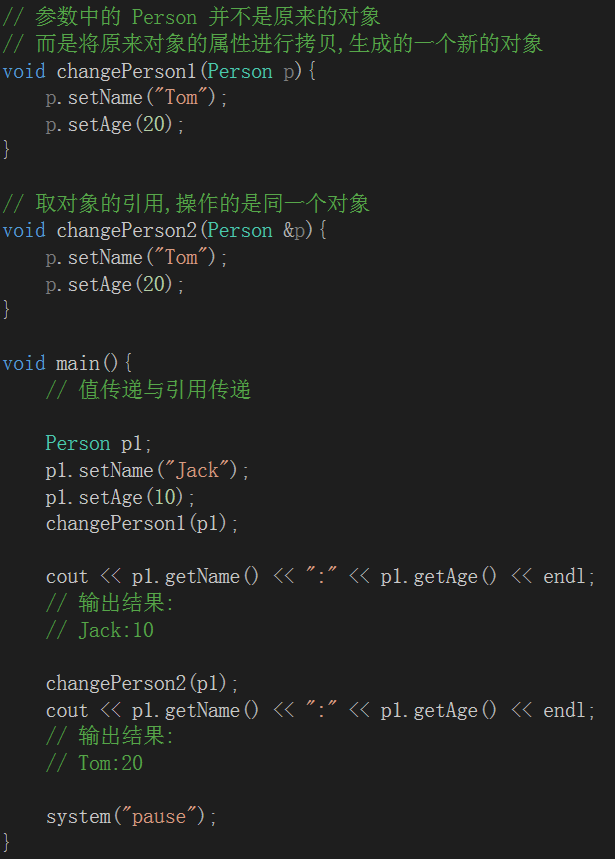 // 参数中的 Person 并不是原来的对象
// 而是将原来对象的属性进行拷贝,生成的一个新的对象
void changePerson1(Person p){
    p.setName("Tom");
    p.setAge(20);
}

// 取对象的引用,操作的是同一个对象
void changePerson2(Person &p){
    p.setName("Tom");
    p.setAge(20);
}

void main(){
    // 值传递与引用传递

    Person p1;
    p1.setName("Jack");
    p1.setAge(10);
    changePerson1(p1);

    cout << p1.getName() << ":" << p1.getAge() << endl;
    // 输出结果:
    // Jack:10

    changePerson2(p1);
    cout << p1.getName() << ":" << p1.getAge() << endl;
    // 输出结果:
    // Tom:20

    system("pause");
}